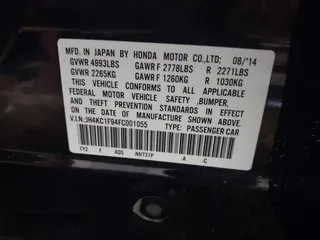 MFD. IN JAPAN BY HONDA MOTOR CO.,LTD: 08/'14
GVWR 4993LBS GAWR F 2778LBS R 2271LBS
GVWR 2265KG GAWR F 1260KG R 1030KG
THIS VEHICLE CONFORMS TO ALL APPLICABLE
FEDERAL MOTOR VEHICLE SAFETY ,BUMPER,
AND THEFT PREVENTION STANDARDS IN EFFECT
ON THE DATE OF MANUFACTURE SHOWN ABOVE.
V.I.N.:JH4KC1F94FC001055 TYPE: PASSENGER CAR
TY2 F ADS NH731P A C